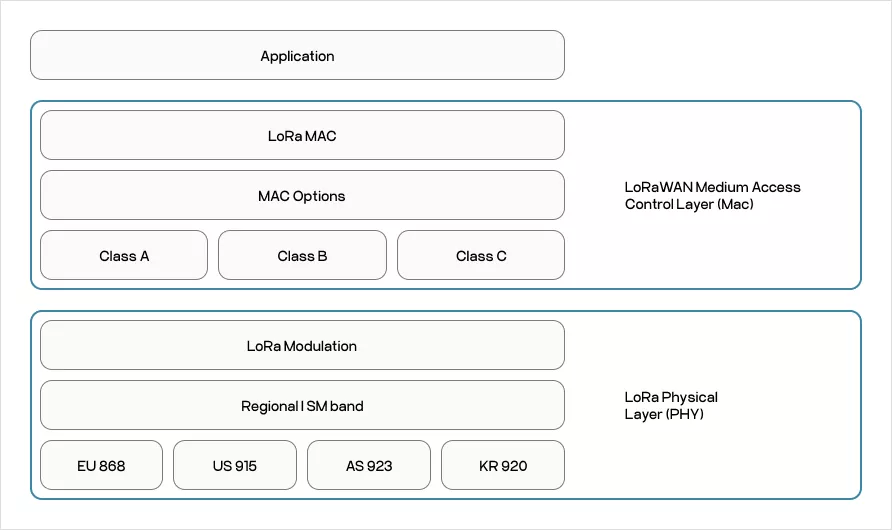 Application
LoRa MAC
MAC Options
Class A
Class B
Class C
LoRaWAN Medium Access
Control Layer (Mac)
LoRa Modulation
Regional ISM band
EU 868
US 915
AS 923
KR 920
LoRa Physical
Layer (PHY)